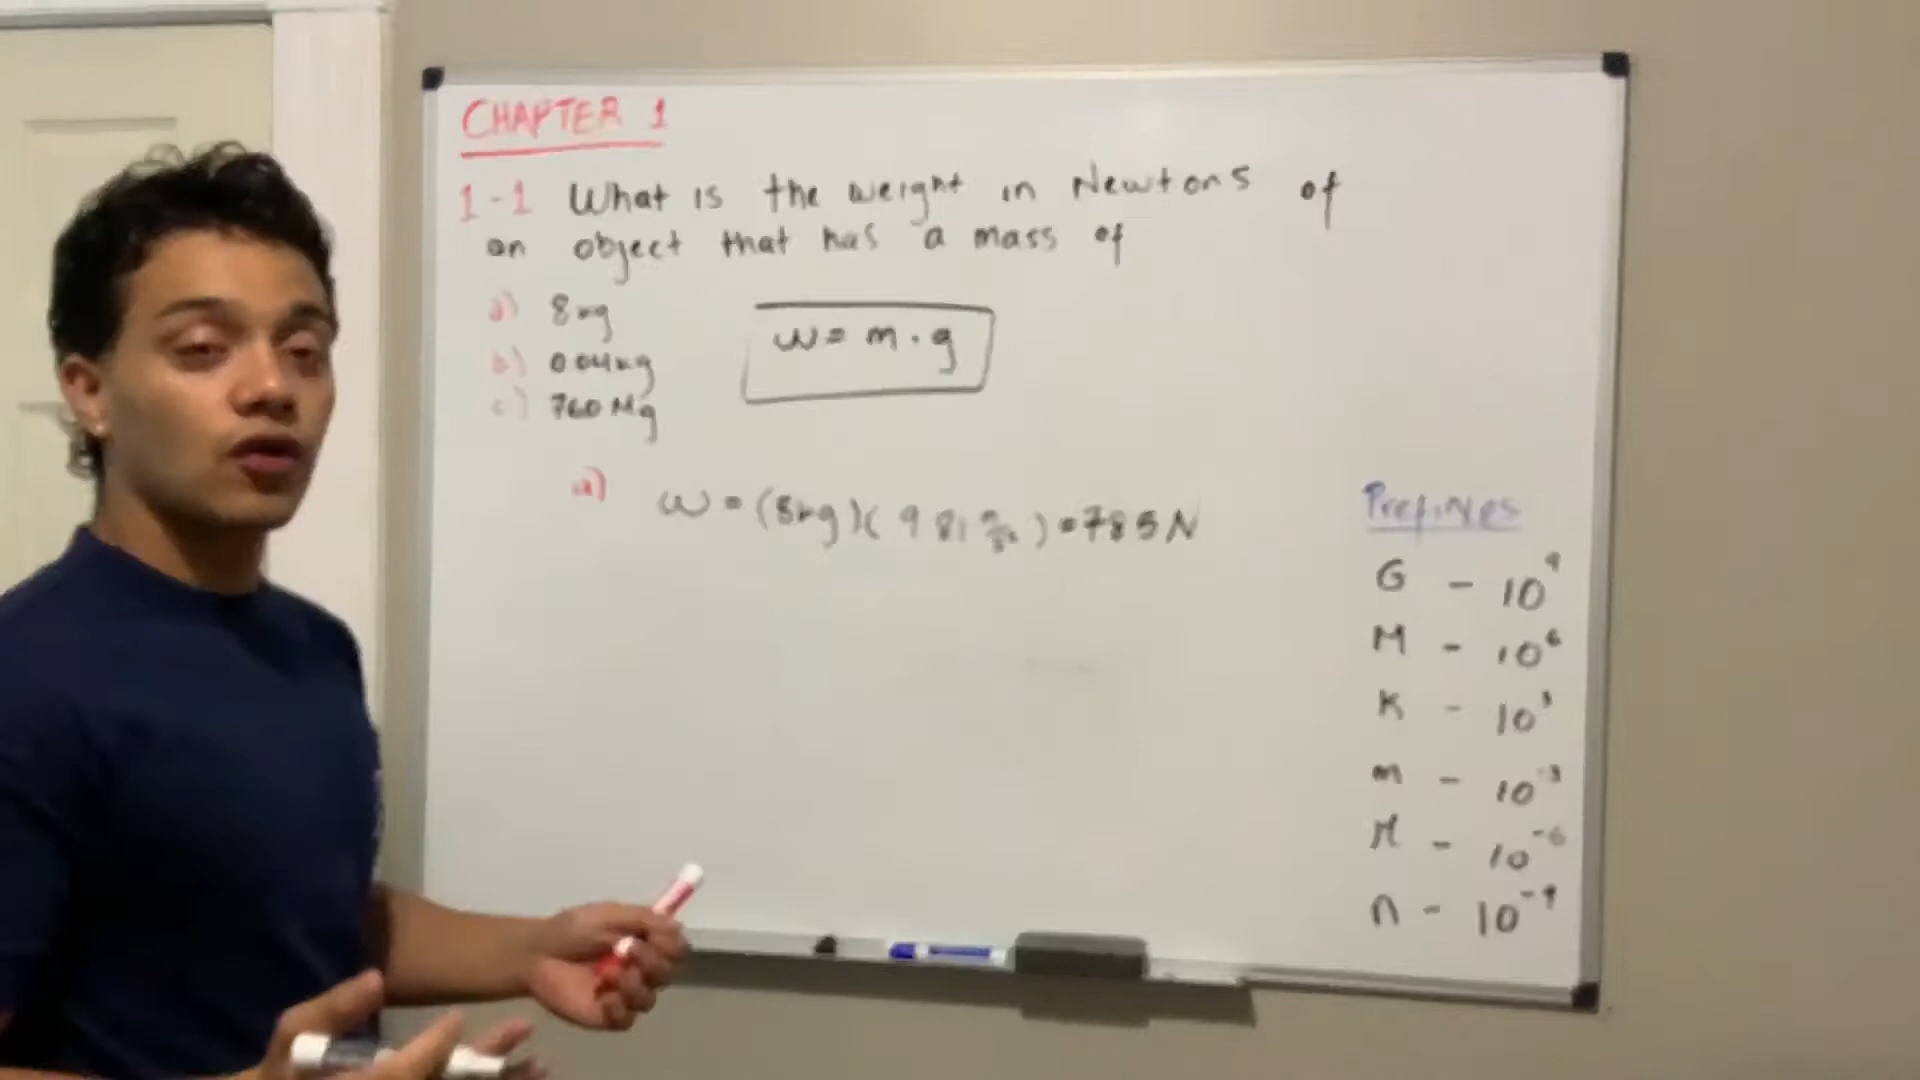 CHAPTER 1
1-1 What is the weight in Newtons of
an object that has a mass of
a) 8kg
b) 0.04kg
c) 760 Mg
w = m · g
a) w = (8kg)(9.81 m/s²) = 78.5 N
Prefixes
G - 10⁹
M - 10⁶
K - 10³
m - 10⁻³
μ - 10⁻⁶
n - 10⁻⁹